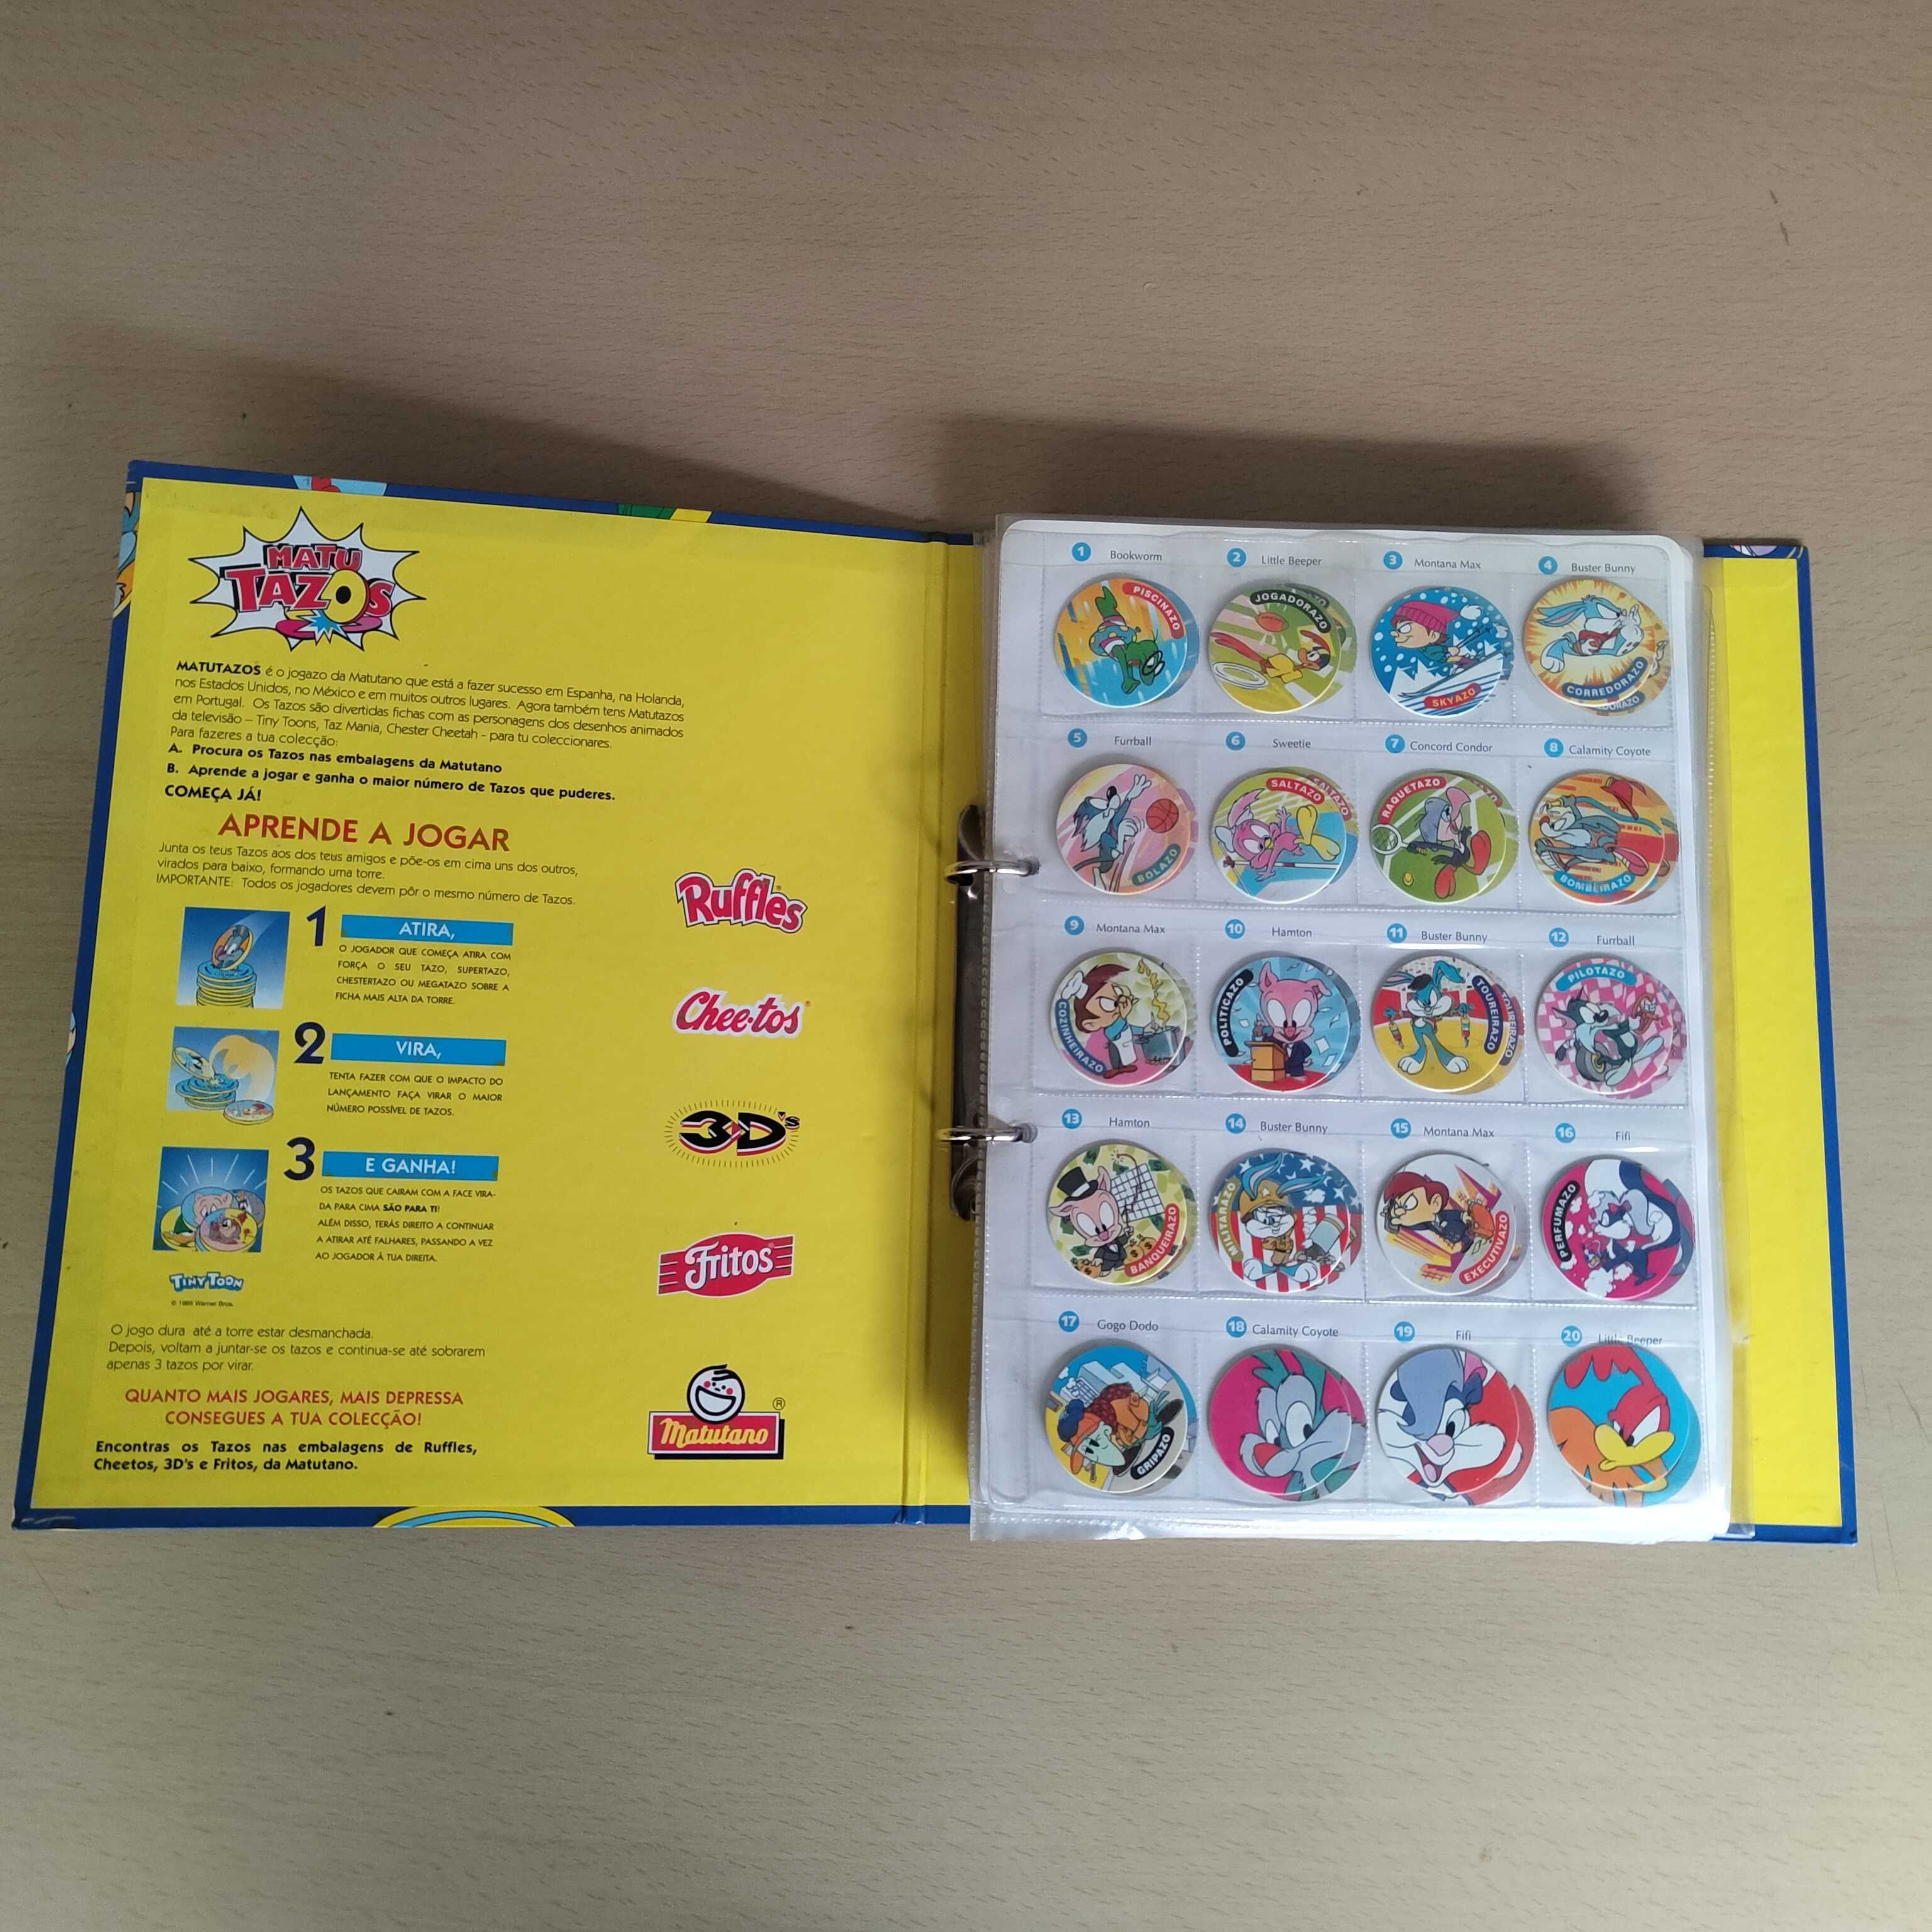 MATU
TAZOS
MATUTAZOS é o jogazo da Matutano que está a fazer sucesso em Espanha, na Holanda,
nos Estados Unidos, no México e em muitos outros lugares. Agora também tens Matutazos
em Portugal. Os Tazos são divertidas fichas com as personagens dos desenhos animados
da televisão – Tiny Toons, Taz Mania, Chester Cheetah - para tu coleccionares.
Para fazeres a tua colecção:
A. Procura os Tazos nas embalagens da Matutano
B. Aprende a jogar e ganha o maior número de Tazos que puderes.
COMEÇA JÁ!
APRENDE A JOGAR
Junta os teus Tazos aos dos teus amigos e põe-os em cima uns dos outros,
virados para baixo, formando uma torre.
IMPORTANTE: Todos os jogadores devem pôr o mesmo número de Tazos.
1 ATIRA,
O JOGADOR QUE COMEÇA ATIRA COM
FORÇA O SEU TAZO, SUPERTAZO,
CHESTERTAZO OU MEGATAZO SOBRE A
FICHA MAIS ALTA DA TORRE.
2 VIRA,
TENTA FAZER COM QUE O IMPACTO DO
LANÇAMENTO FAÇA VIRAR O MAIOR
NÚMERO POSSÍVEL DE TAZOS.
3 E GANHA!
OS TAZOS QUE CAIRAM COM A FACE VIRA-
DA PARA CIMA SÃO PARA TI!
ALÉM DISSO, TERÁS DIREITO A CONTINUAR
A ATIRAR ATÉ FALHARES, PASSANDO A VEZ
AO JOGADOR À TUA DIREITA.
TINY TOON
Warner Bros.
O jogo dura até a torre estar desmanchada.
Depois, voltam a juntar-se os tazos e continua-se até sobrarem
apenas 3 tazos por virar.
QUANTO MAIS JOGARES, MAIS DEPRESSA
CONSEGUES A TUA COLECÇÃO!
Encontras os Tazos nas embalagens de Ruffles,
Cheetos, 3D's e Fritos, da Matutano.
Ruffles
Chee·tos
3D's
Fritos
Matutano ®
1 Bookworm 2 Little Beeper 3 Montana Max 4 Buster Bunny
PISCINAZO JOGADORAZO SKYAZO CORREDORAZO
5 Furrball 6 Sweetie 7 Concord Condor 8 Calamity Coyote
BOLAZO SALTAZO SALTAZO RAQUETAZO BOMBEIRAZO
9 Montana Max 10 Hamton 11 Buster Bunny 12 Furrball
COZINHEIRAZO POLITICAZO TOUREIRAZO TOUREIRAZO PILOTAZO
13 Hamton 14 Buster Bunny 15 Montana Max 16 Fifi
BANQUEIRAZO MILITARAZO EXECUTIVAZO PERFUMAZO
17 Gogo Dodo 18 Calamity Coyote 19 Fifi 20 Little Beeper
GRIPAZO